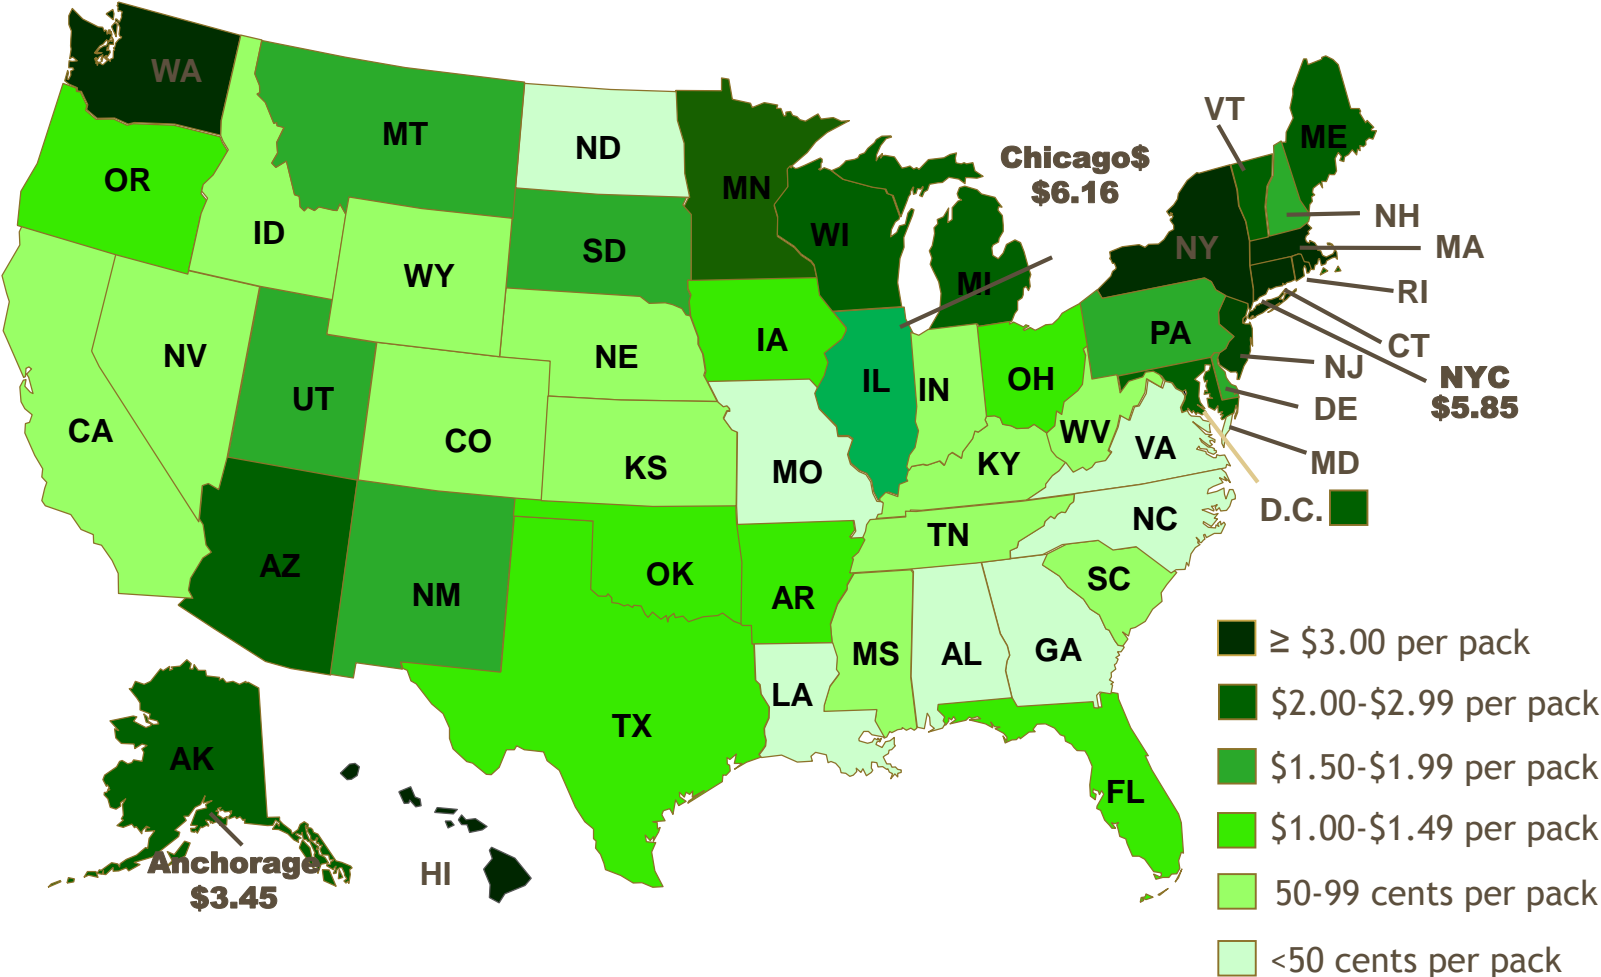 WA
MT
ND
OR
MN
ID
SD
WI
WY
MI
Chicago$
$6.16
VT
ME
NH
NY
MA
RI
CT
NJ
NYC
$5.85
DE
MD
D.C.
PA
IA
NE
NV
UT
CO
CA
KS
MO
IL
IN
OH
WV
VA
KY
NC
TN
SC
AZ
NM
OK
AR
MS
AL
GA
LA
TX
FL
AK
Anchorage
$3.45
HI
≥ $3.00 per pack
$2.00-$2.99 per pack
$1.50-$1.99 per pack
$1.00-$1.49 per pack
50-99 cents per pack
<50 cents per pack